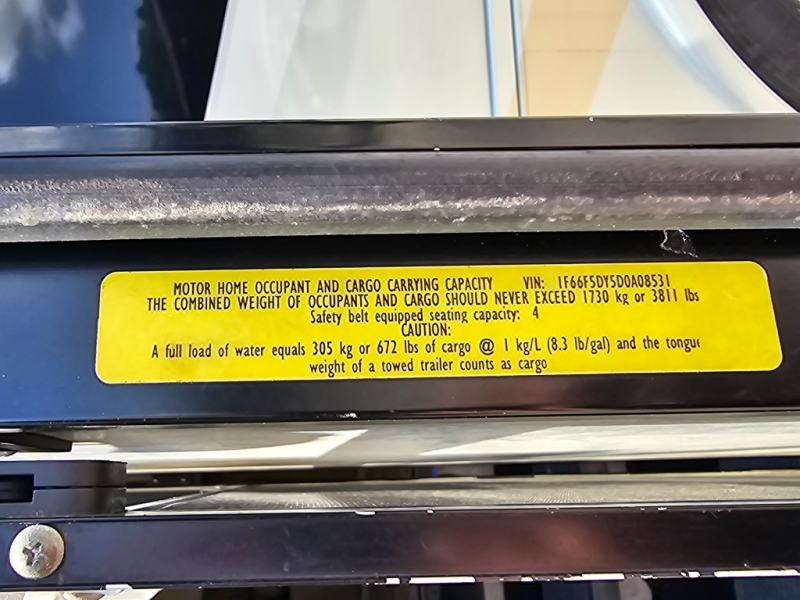 MOTOR HOME OCCUPANT AND CARGO CARRYING CAPACITY VIN: 1F66F5DY5D0A08531
THE COMBINED WEIGHT OF OCCUPANTS AND CARGO SHOULD NEVER EXCEED 1730 kg or 3811 lbs
Safety belt equipped seating capacity: 4
CAUTION:
A full load of water equals 305 kg or 672 lbs of cargo @ 1 kg/L (8.3 lb/gal) and the tongue
weight of a towed trailer counts as cargo